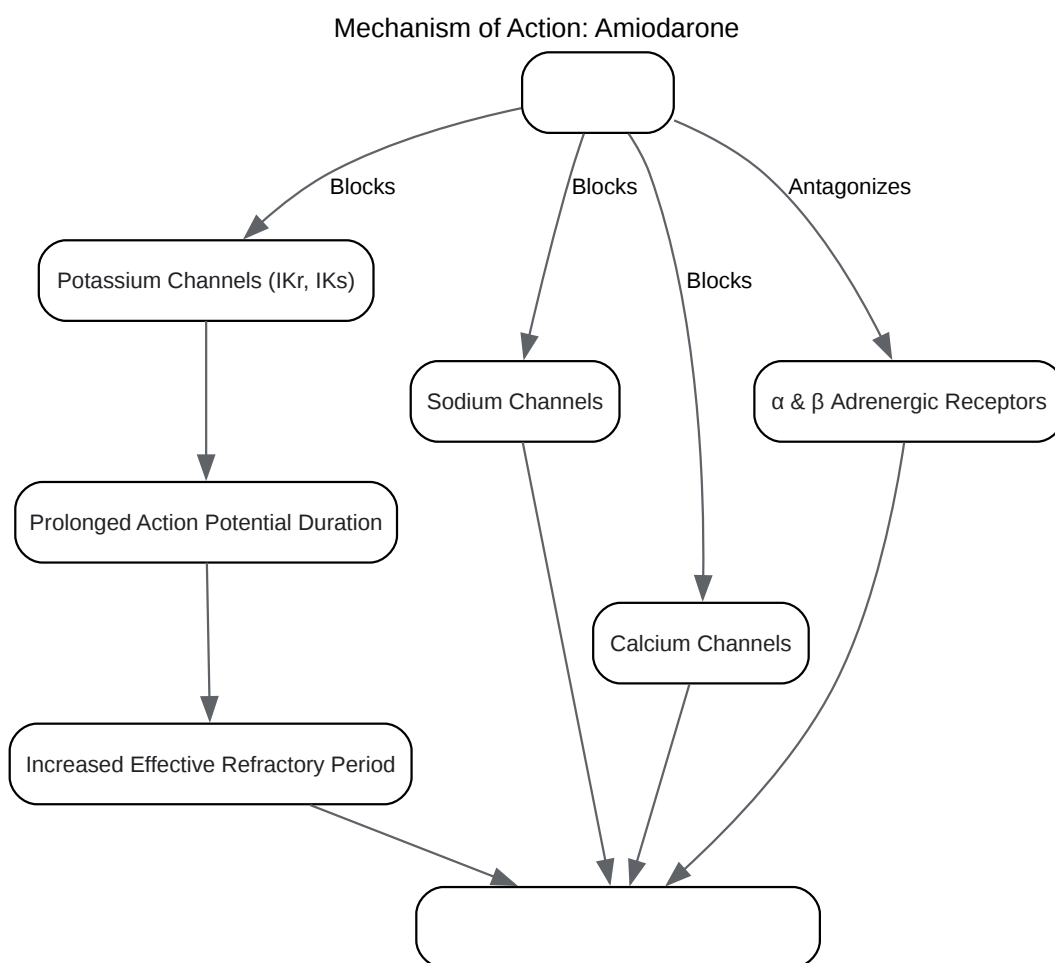 Mechanism of Action: Amiodarone
Blocks
Blocks
Antagonizes
Potassium Channels (IKr, IKs)
Blocks
Sodium Channels
α & β Adrenergic Receptors
Prolonged Action Potential Duration
Calcium Channels
Increased Effective Refractory Period